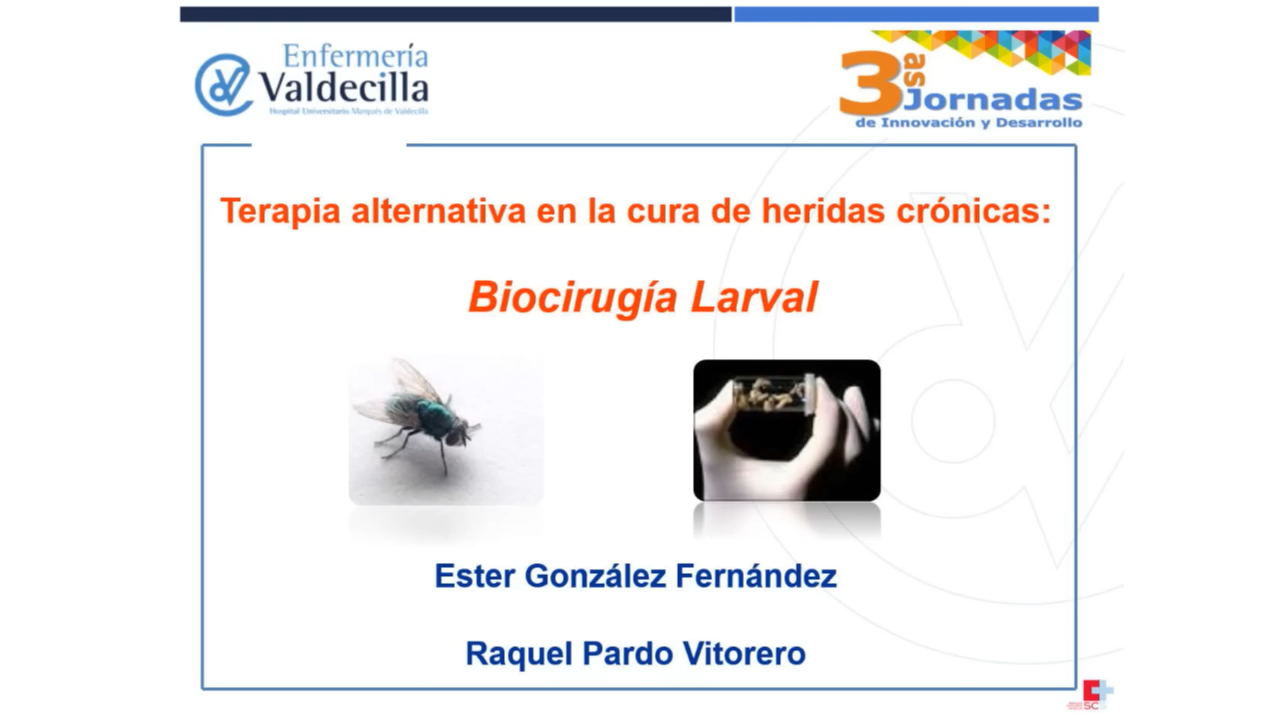 Enfermería
Valdecilla
Hospital Universitario Marqués de Valdecilla
3as
Jornadas
de Innovación y Desarrollo
Terapia alternativa en la cura de heridas crónicas:
Biocirugía Larval
Ester González Fernández
Raquel Pardo Vitorero
SC